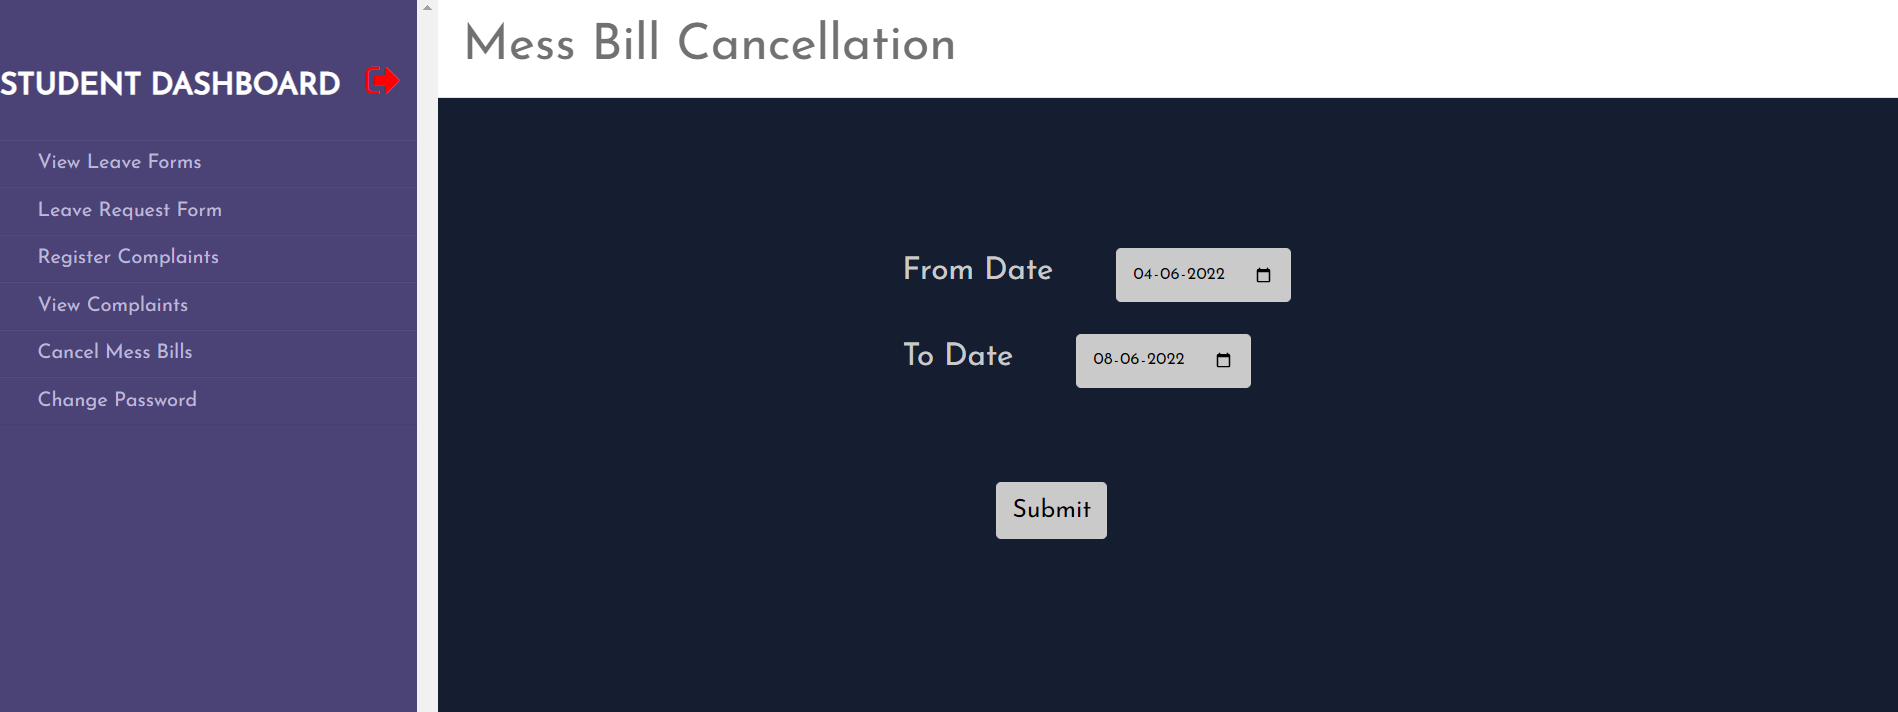 STUDENT DASHBOARD
View Leave Forms
Leave Request Form
Register Complaints
View Complaints
Cancel Mess Bills
Change Password
Mess Bill Cancellation
From Date 04-06-2022
To Date 08-06-2022
Submit